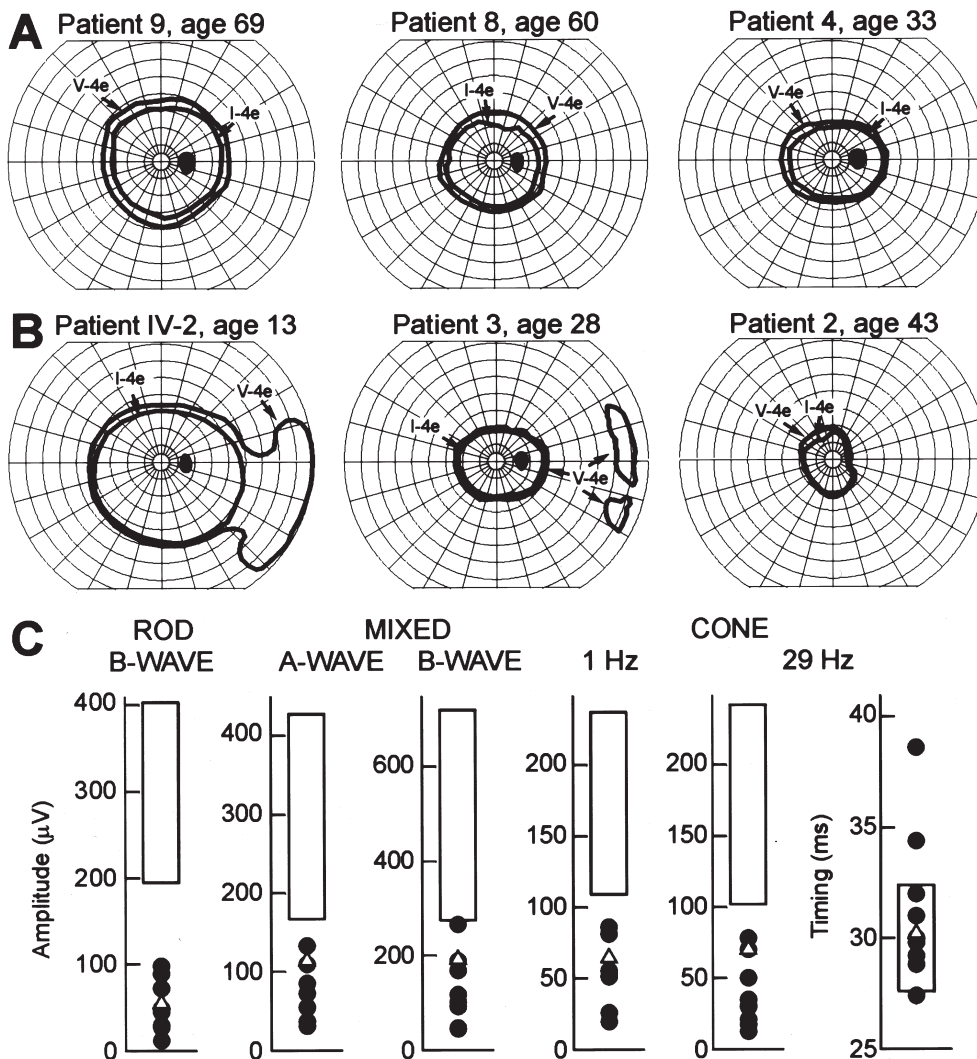 A
Patient 9, age 69
Patient 8, age 60
Patient 4, age 33
V-4e
I-4e
I-4e
V-4e
V-4e
I-4e
B
Patient IV-2, age 13
Patient 3, age 28
Patient 2, age 43
I-4e
V-4e
I-4e
V-4e
V-4e
I-4e
C
ROD
MIXED
CONE
B-WAVE
A-WAVE
B-WAVE
1 Hz
29 Hz
Amplitude (μV)
400
300
200
100
0
400
300
200
100
0
600
400
200
0
200
150
100
50
0
200
150
100
50
0
Timing (ms)
40
35
30
25